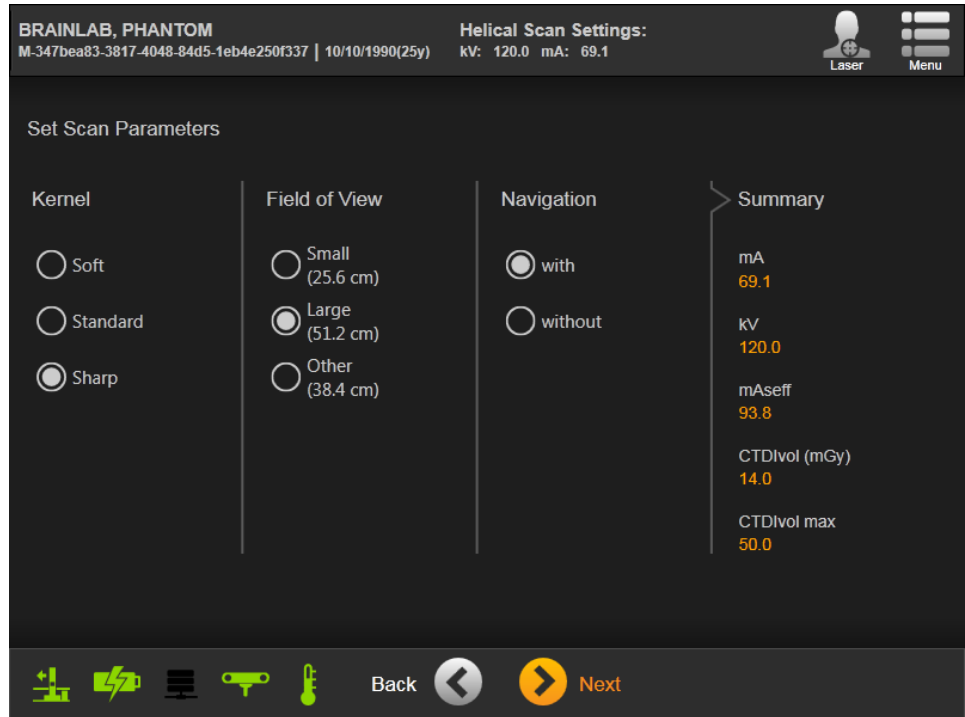 BRAINLAB, PHANTOM
M-347bea83-3817-4048-84d5-1eb4e250f337 | 10/10/1990(25y)
Helical Scan Settings:
kV: 120.0 mA: 69.1
Laser
Menu
Set Scan Parameters
Kernel
Soft
Standard
Sharp
Field of View
Small
(25.6 cm)
Large
(51.2 cm)
Other
(38.4 cm)
Navigation
with
without
Summary
mA
69.1
kV
120.0
mAseff
93.8
CTDIvol (mGy)
14.0
CTDIvol max
50.0
Back
Next